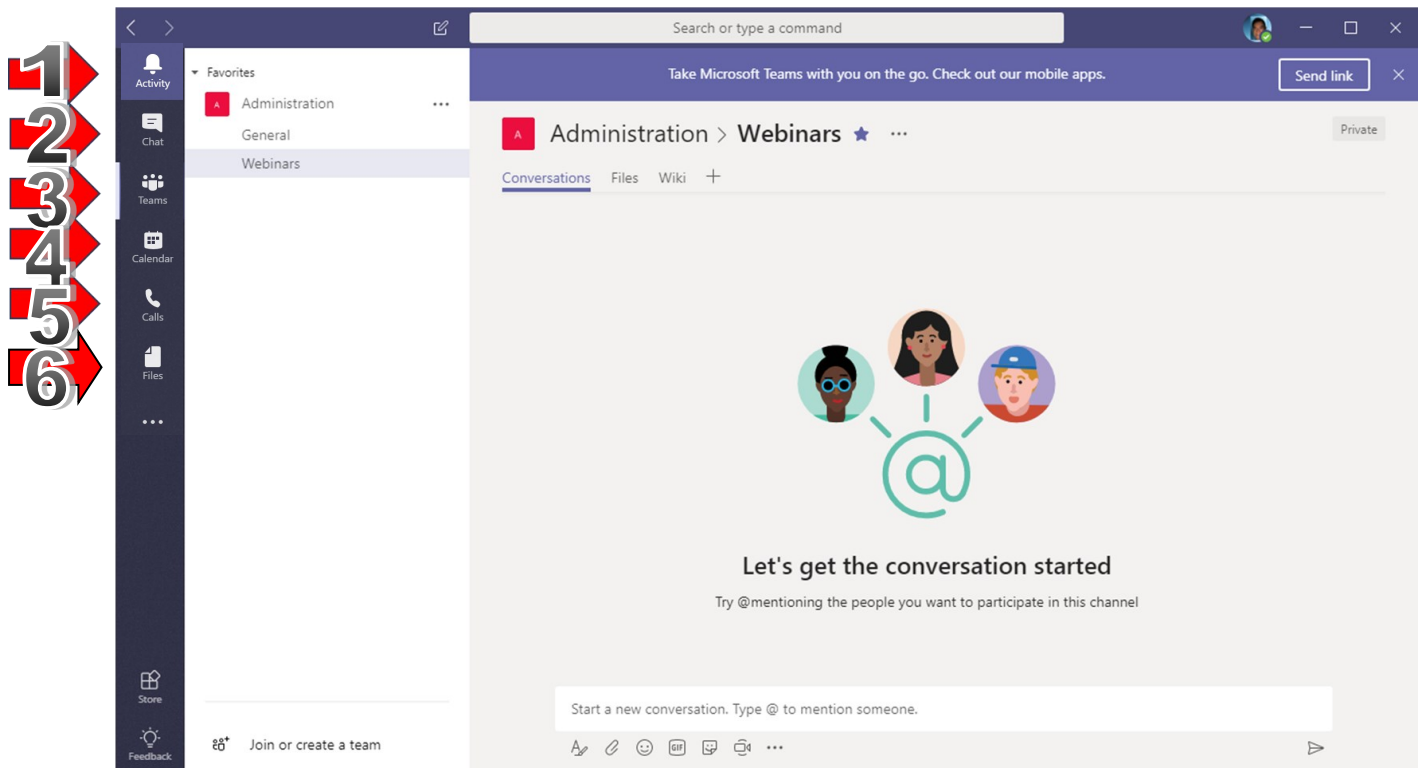 Search or type a command
1
Activity
2
Chat
3
Teams
4
Calendar
5
Calls
6
Files
Store
Feedback
Favorites
A Administration
General
Webinars
Join or create a team
Take Microsoft Teams with you on the go. Check out our mobile apps.
Send link
A Administration > Webinars
Private
Conversations Files Wiki +
@
Let's get the conversation started
Try @mentioning the people you want to participate in this channel
Start a new conversation. Type @ to mention someone.
GIF